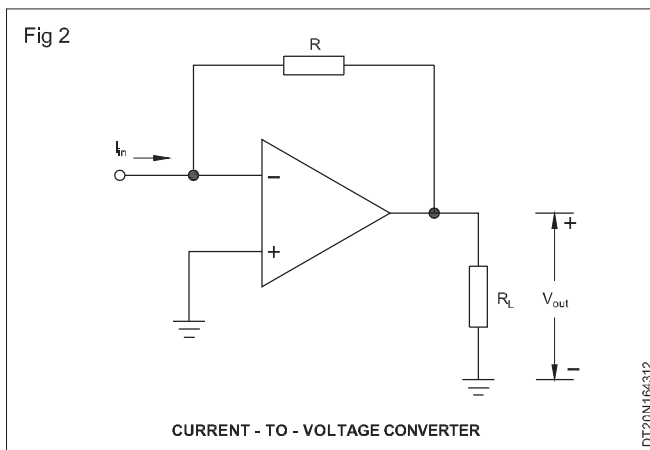 Fig 2
R
Iin
−
+
+
RL
Vout
−
CURRENT - TO - VOLTAGE CONVERTER
DT20N164312